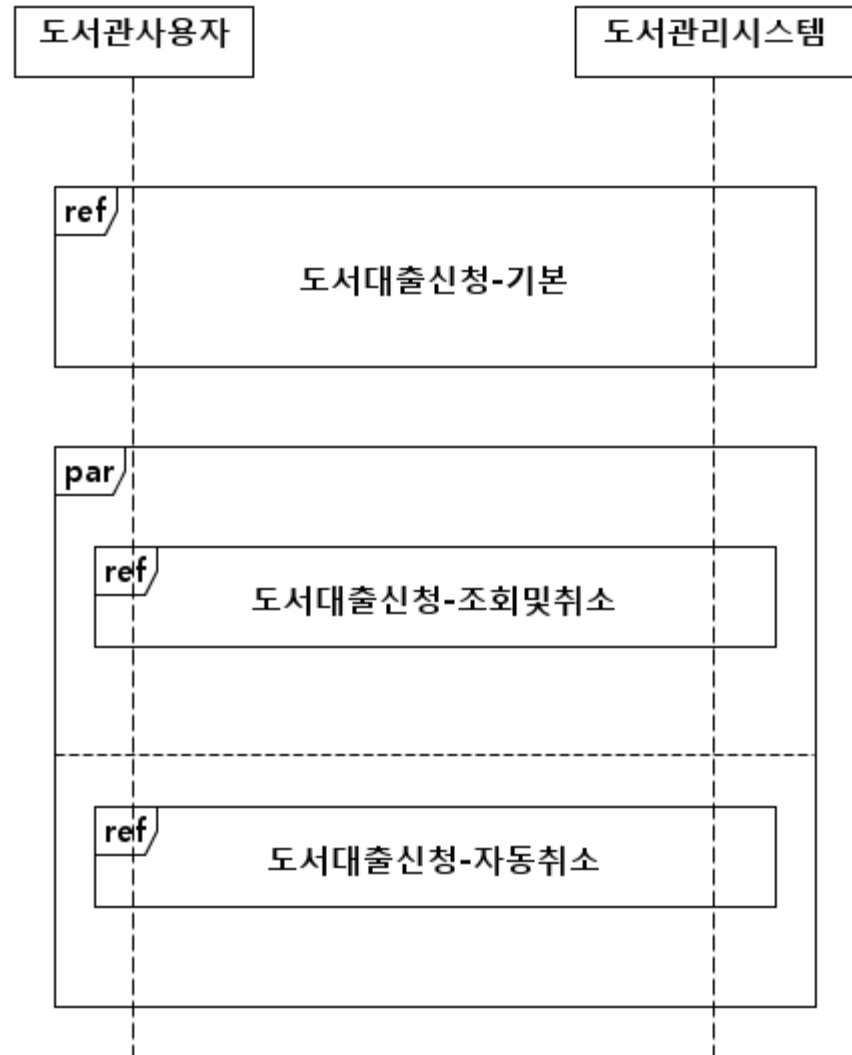 도서관사용자
도서관리시스템
ref
도서대출신청-기본
par
ref
도서대출신청-조회및취소
ref
도서대출신청-자동취소